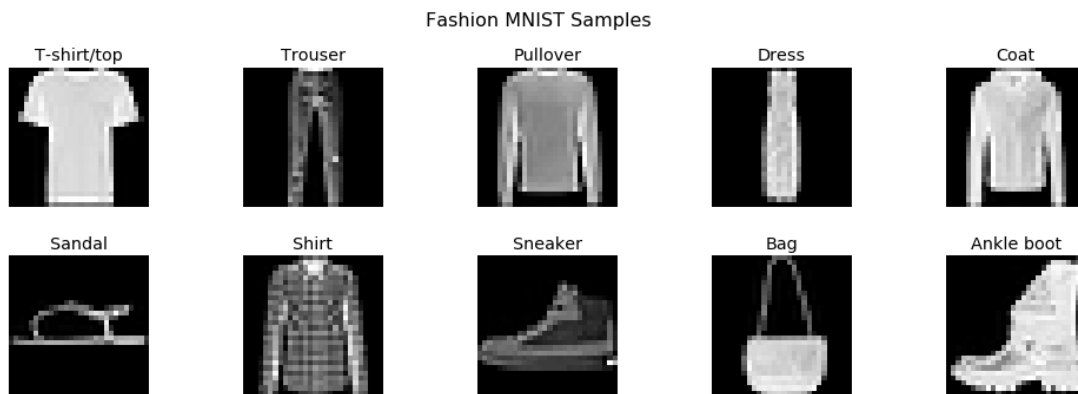 Fashion MNIST Samples
T-shirt/top
Trouser
Pullover
Dress
Coat
Sandal
Shirt
Sneaker
Bag
Ankle boot